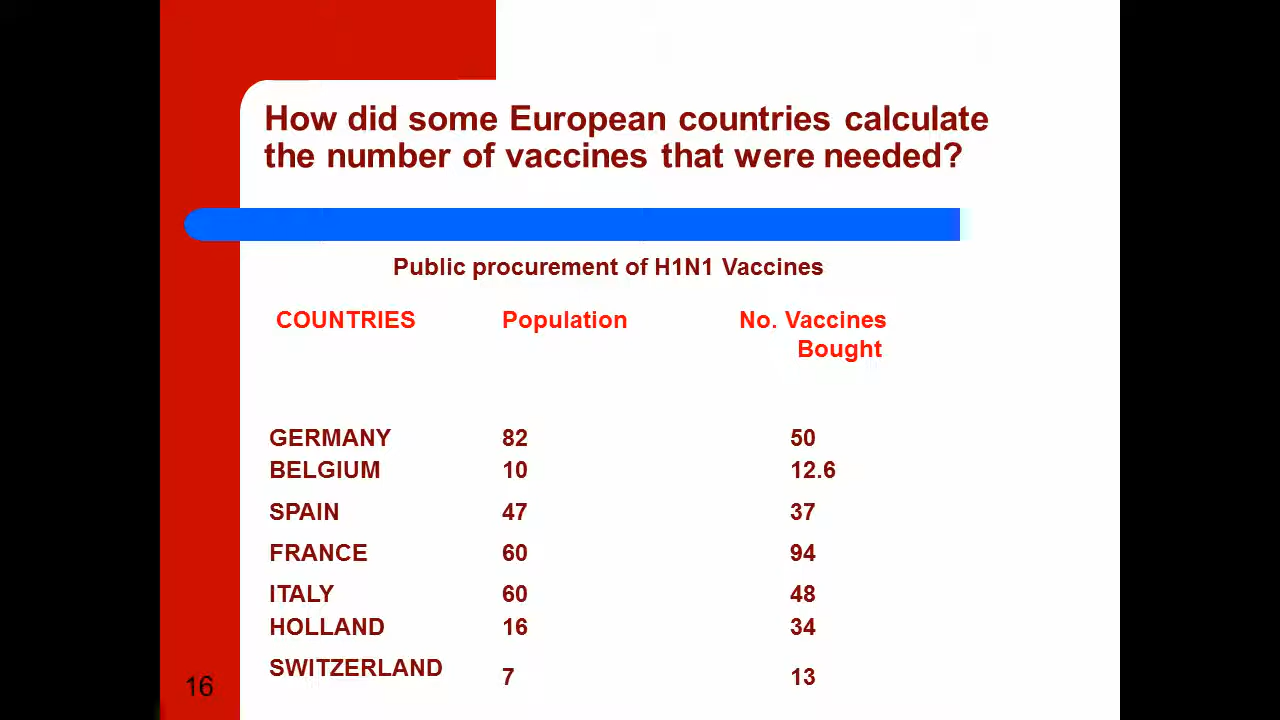 How did some European countries calculate
the number of vaccines that were needed?
Public procurement of H1N1 Vaccines
COUNTRIES Population No. Vaccines
Bought
GERMANY 82 50
BELGIUM 10 12.6
SPAIN 47 37
FRANCE 60 94
ITALY 60 48
HOLLAND 16 34
SWITZERLAND 7 13
16